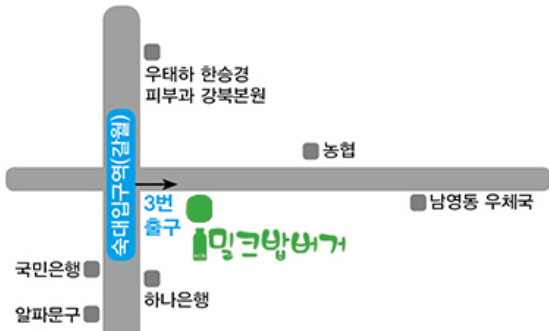 우태하 한승경
피부과 강북본원
숙대입구역(갈월)
농협
3번
출구
남영동 우체국
밀크밥버거
국민은행
하나은행
알파문구